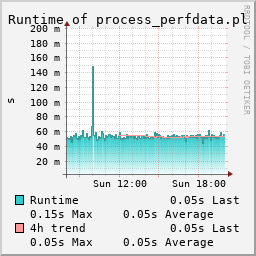 Runtime of process_perfdata.pl
RRDTOOL / TOBI OETIKER
200 m
180 m
160 m
140 m
120 m
100 m
80 m
60 m
40 m
20 m
s
Sun 12:00 Sun 18:00
Runtime 0.05s Last
0.15s Max 0.05s Average
4h trend 0.05s Last
0.05s Max 0.05s Average